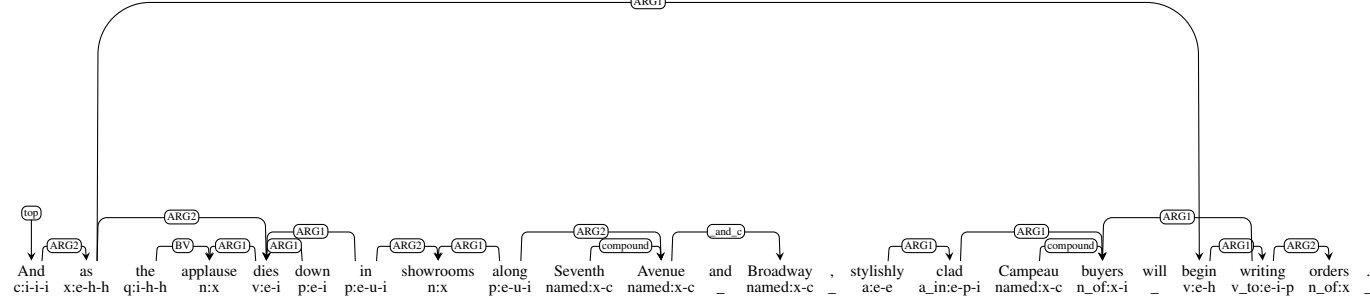 ARG1
top
ARG2 ARG2 _and_c ARG1
ARG1 ARG1
ARG2 BV ARG1 ARG1 ARG2 ARG1 compound ARG1 compound ARG1 ARG2
And as the applause dies down in showrooms along Seventh Avenue and Broadway , stylishly clad Campeau buyers will begin writing orders .
c:i-i-i x:e-h-h q:i-h-h n:x v:e-i p:e-i p:e-u-i n:x p:e-u-i named:x-c named:x-c _ named:x-c _ a:e-e a_in:e-p-i named:x-c n_of:x-i _ v:e-h v_to:e-i-p n_of:x _